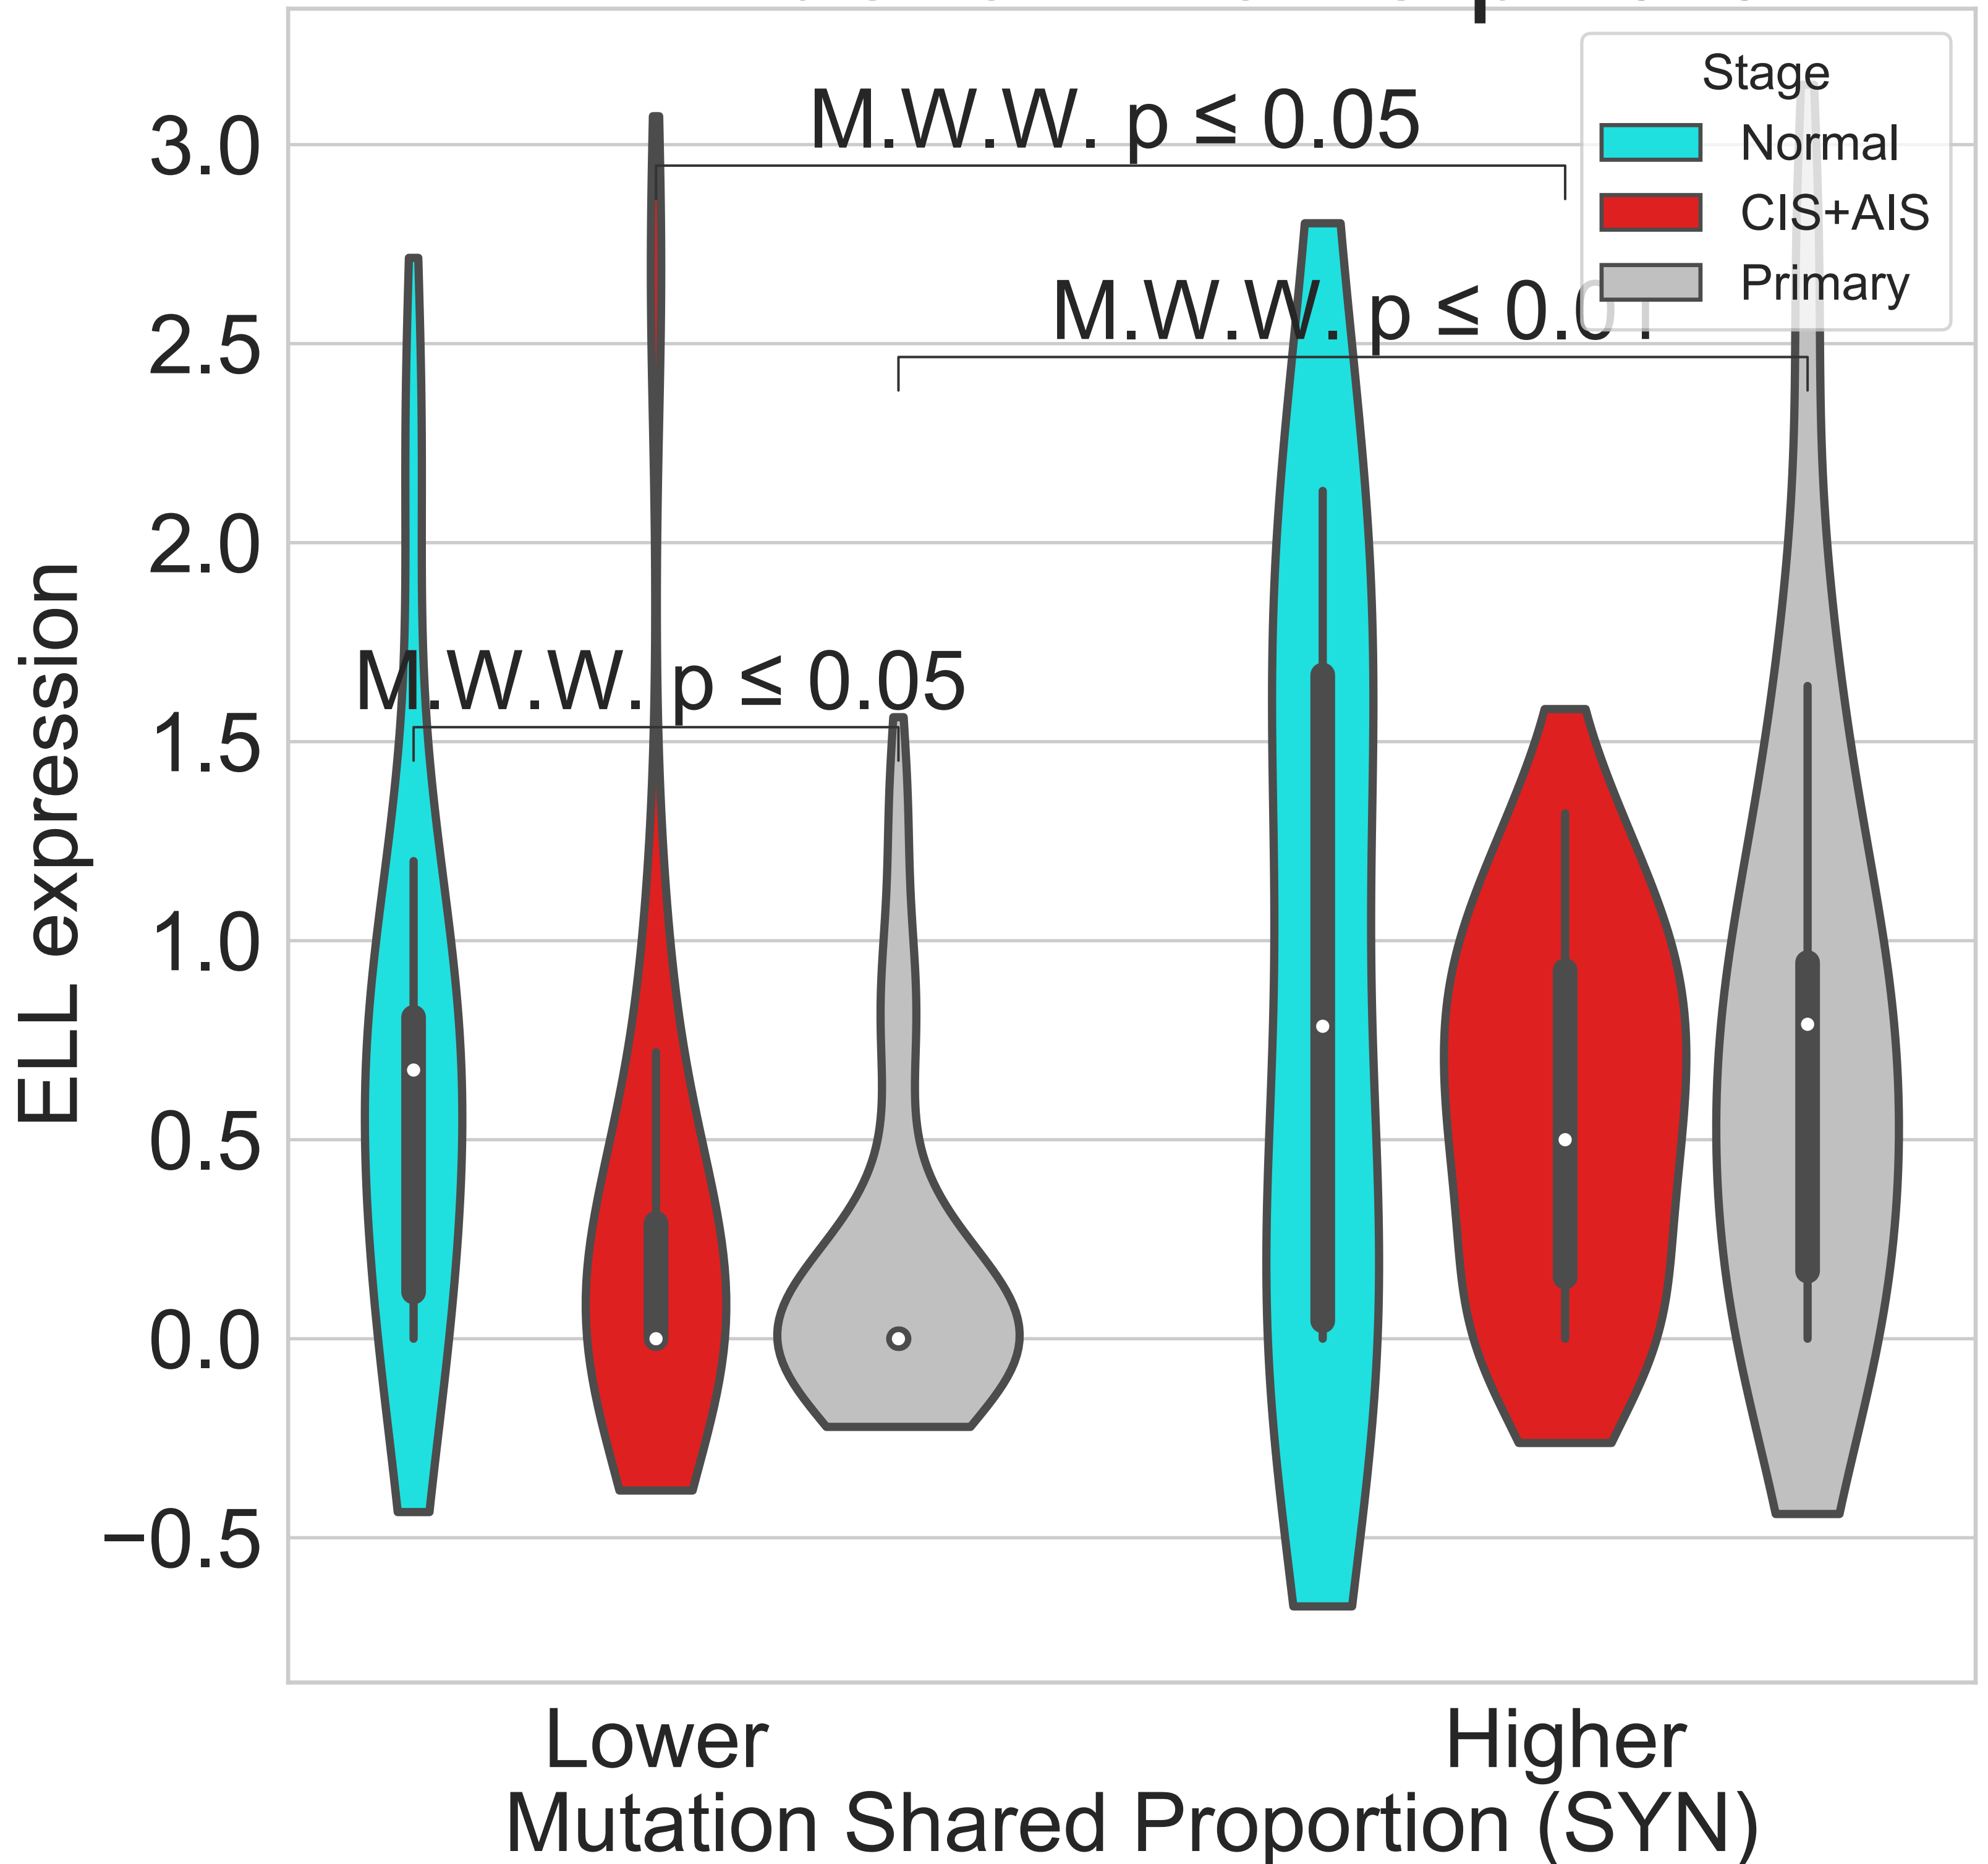 Stage
Normal
CIS+AIS
Primary
M.W.W. p ≤ 0.05
M.W.W. p ≤ 0.01
M.W.W. p ≤ 0.05
3.0
2.5
2.0
1.5
1.0
0.5
0.0
−0.5
ELL expression
Lower
Higher
Mutation Shared Proportion (SYN)